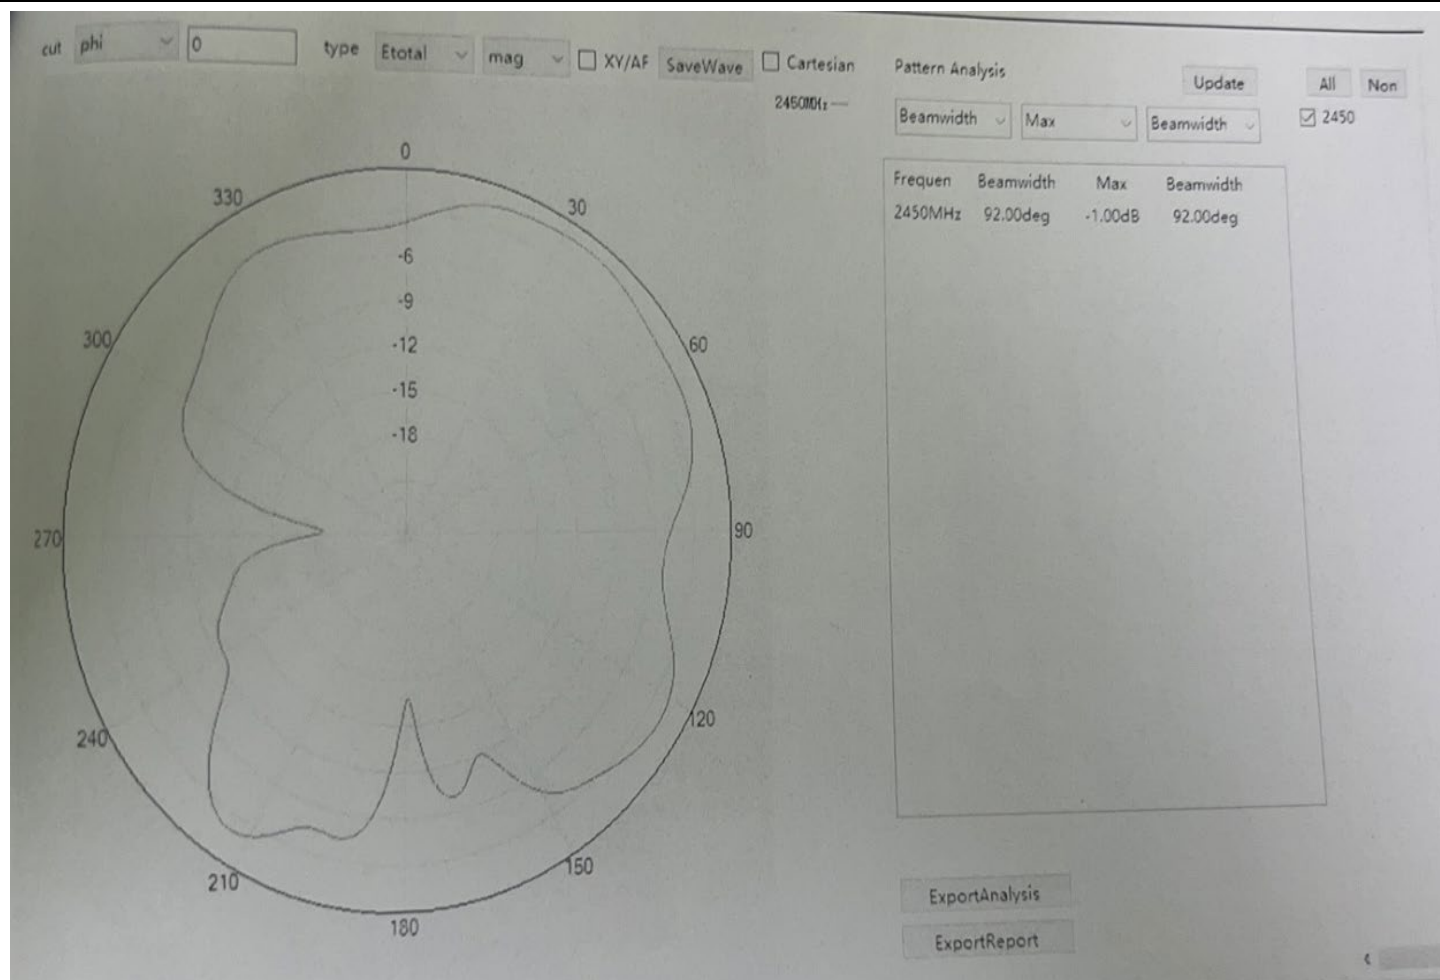 cut phi 0 type Etotal mag XY/AF SaveWave Cartesian
2450MHz
Pattern Analysis Update All Non
Beamwidth Max Beamwidth 2450
Frequen Beamwidth Max Beamwidth
2450MHz 92.00deg -1.00dB 92.00deg
0
330
30
-6
-9
300
-12
60
-15
-18
270
90
240
120
210
150
180
ExportAnalysis
ExportReport